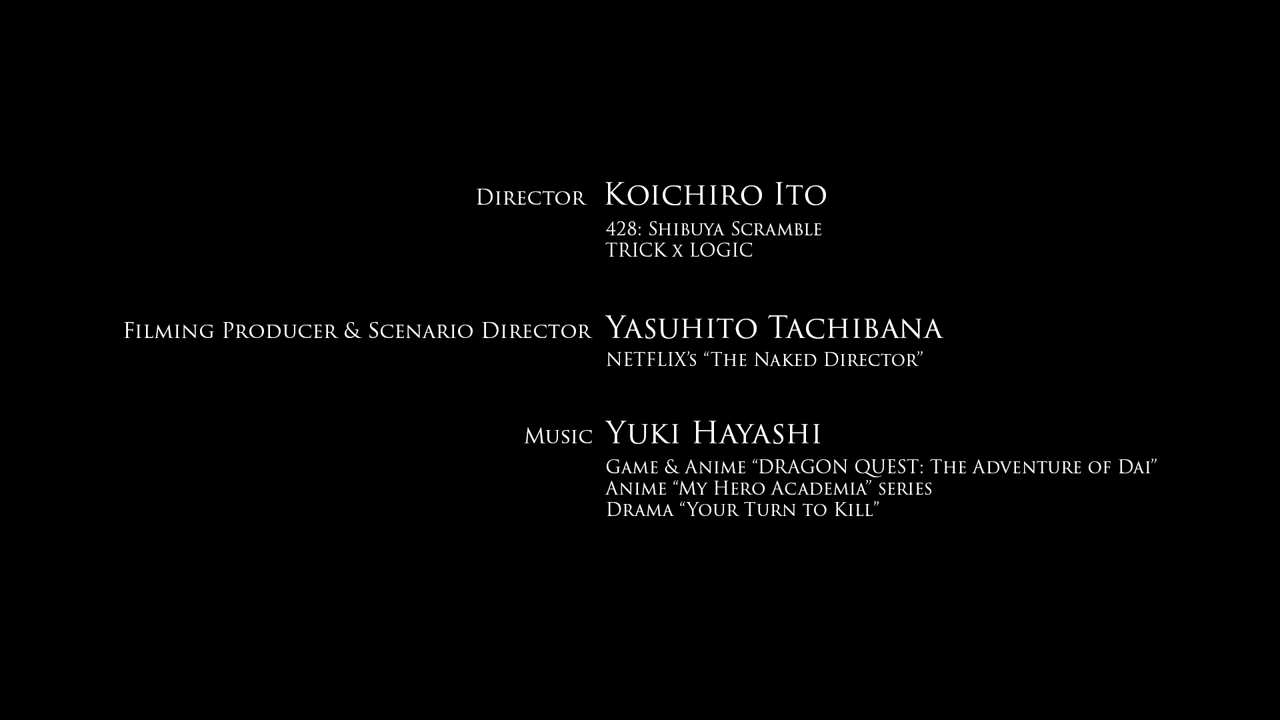 Director Koichiro Ito
428: Shibuya Scramble
TRICK x LOGIC
Filming Producer & Scenario Director Yasuhito Tachibana
NETFLIX's “The Naked Director”
Music Yuki Hayashi
Game & Anime “DRAGON QUEST: The Adventure of Dai”
Anime “My Hero Academia” series
Drama “Your Turn to Kill”